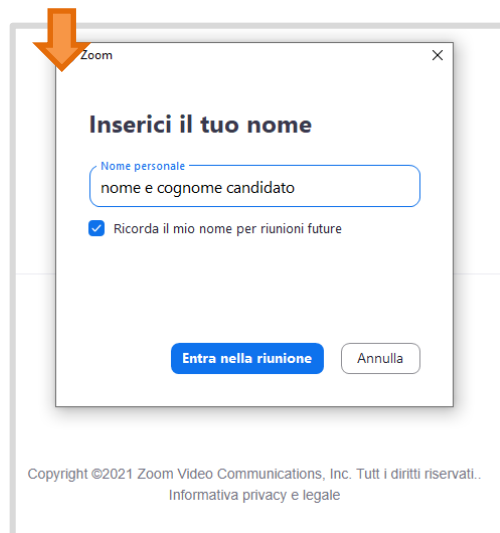 Zoom
Inserici il tuo nome
Nome personale
nome e cognome candidato
Ricorda il mio nome per riunioni future
Entra nella riunione
Annulla
Copyright ©2021 Zoom Video Communications, Inc. Tutt i diritti riservati..
Informativa privacy e legale